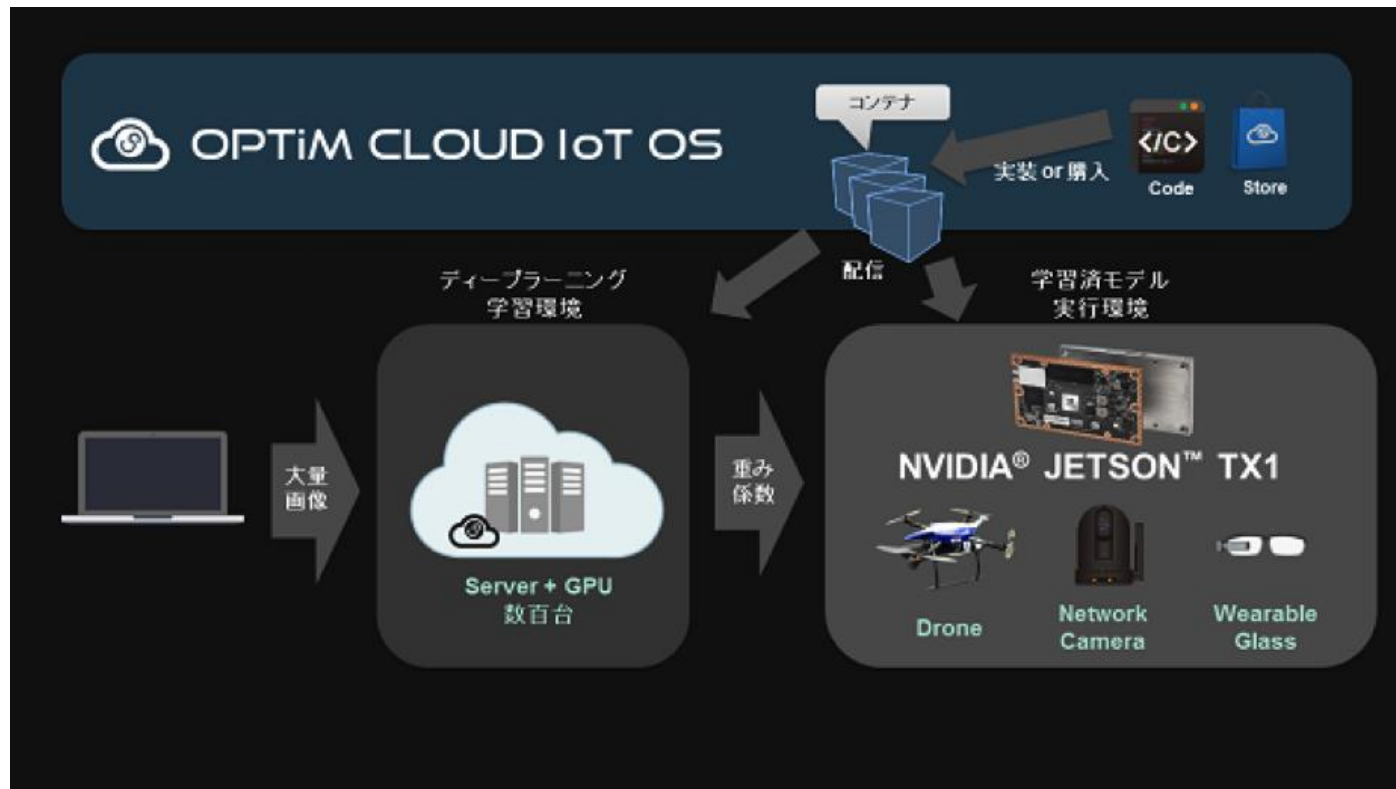 OPTiM CLOUD IoT OS
コンテナ
実装 or 購入
</C>
Code
Store
配信
ディープラーニング
学習環境
学習済モデル
実行環境
大量
画像
Server + GPU
数百台
重み
係数
NVIDIA® JETSON™ TX1
Drone
Network
Camera
Wearable
Glass